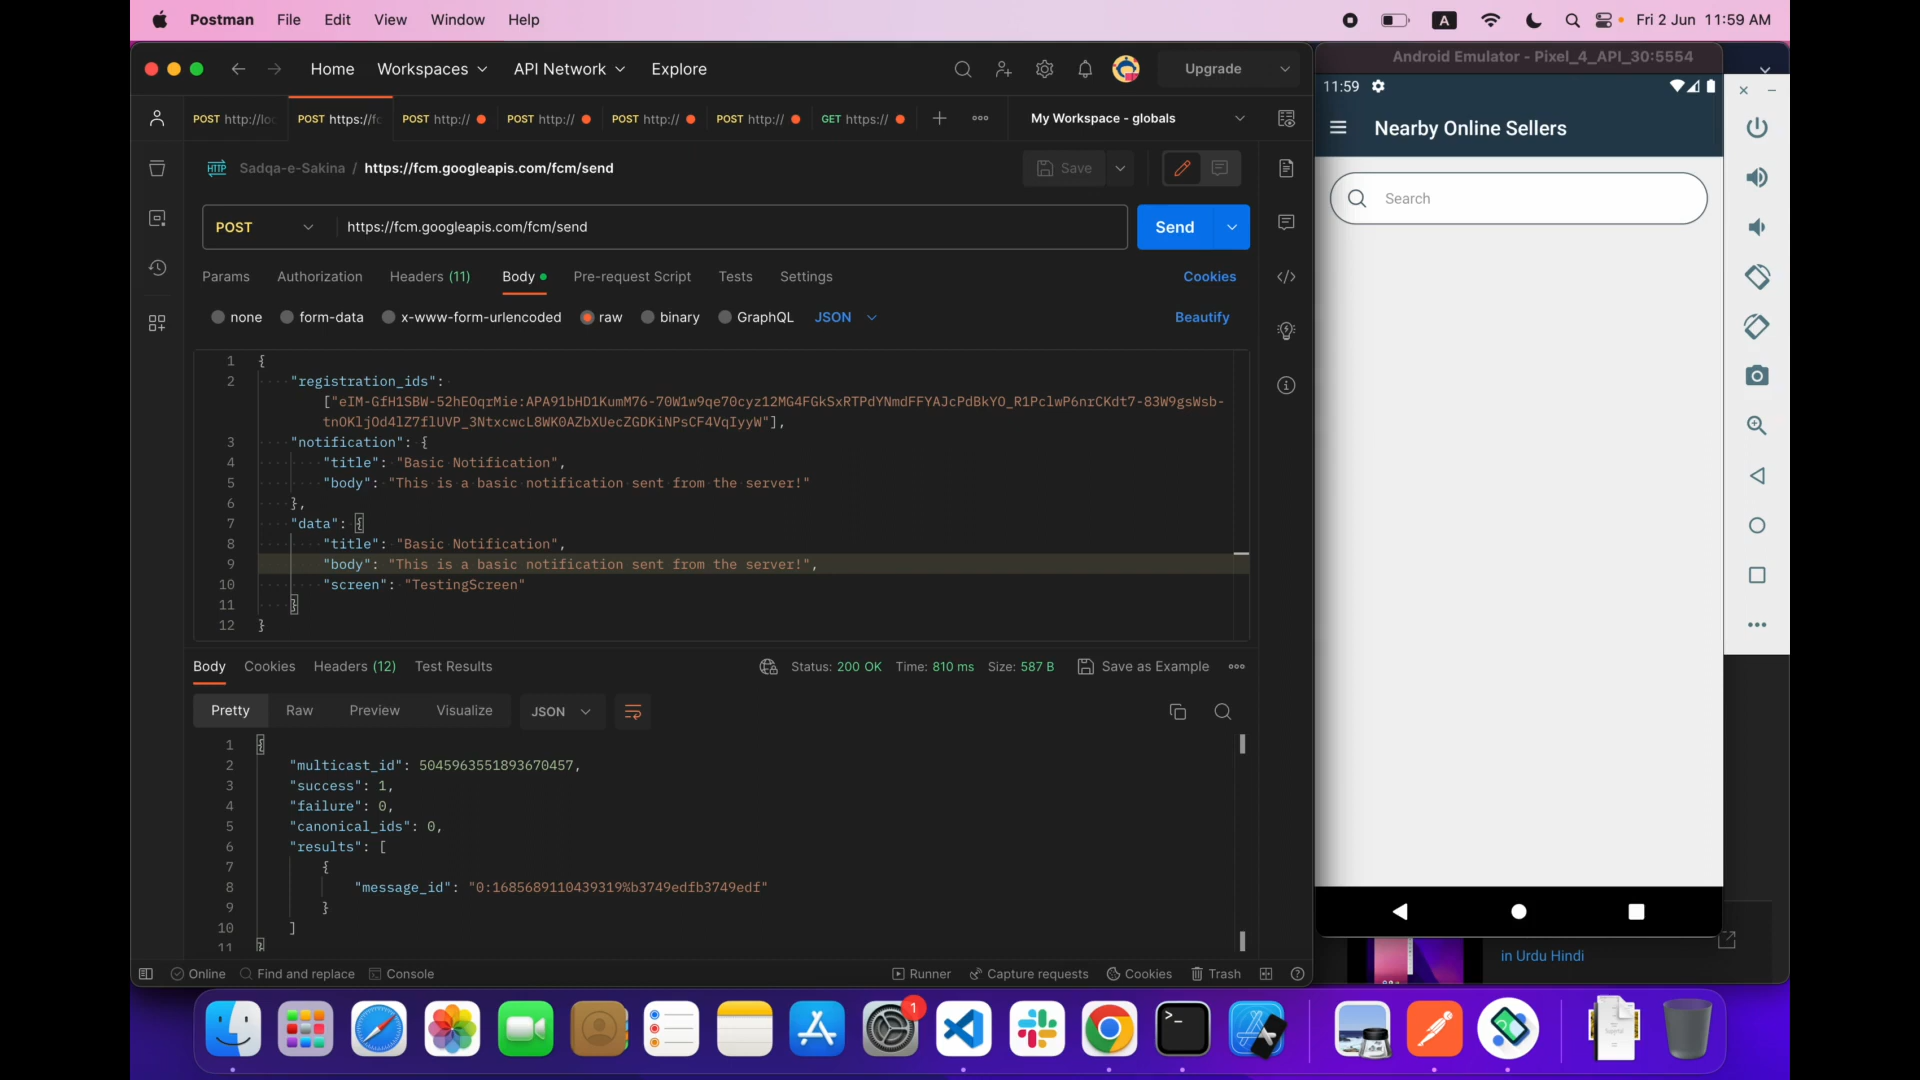 Postman File Edit View Window Help
A Fri 2 Jun 11:59 AM
Home Workspaces API Network Explore
Upgrade
POST http://loc POST https://fc POST http:// POST http:// POST http:// POST http:// GET https://
My Workspace - globals
HTTP Sadqa-e-Sakina / https://fcm.googleapis.com/fcm/send
Save
POST https://fcm.googleapis.com/fcm/send
Send
Params Authorization Headers (11) Body Pre-request Script Tests Settings
Cookies
none form-data x-www-form-urlencoded raw binary GraphQL JSON
Beautify
1 {
2 "registration_ids":
["eIM-GfH1SBW-52hEOqrMie:APA91bHD1KumM76-70W1w9qe70cyz12MG4FGkSxRTPdYNmdFFYAJcPdBkYO_R1PclwP6nrCKdt7-83W9gsWsb-
tnOKljOd4lZ7flUVP_3NtxcwcL8WK0AZbXUecZGDKiNPsCF4VqIyyW"],
3 "notification": {
4 "title": "Basic Notification",
5 "body": "This is a basic notification sent from the server!"
6 },
7 "data": {
8 "title": "Basic Notification",
9 "body": "This is a basic notification sent from the server!",
10 "screen": "TestingScreen"
11 }
12 }
Body Cookies Headers (12) Test Results
Status: 200 OK Time: 810 ms Size: 587 B
Save as Example
Pretty Raw Preview Visualize JSON
1 {
2 "multicast_id": 5045963551893670457,
3 "success": 1,
4 "failure": 0,
5 "canonical_ids": 0,
6 "results": [
7 {
8 "message_id": "0:1685689110439319%b3749edfb3749edf"
9 }
10 ]
11 }
Online Find and replace Console
Runner Capture requests Cookies Trash
Android Emulator - Pixel_4_API_30:5554
11:59
Nearby Online Sellers
Search
in Urdu Hindi
1